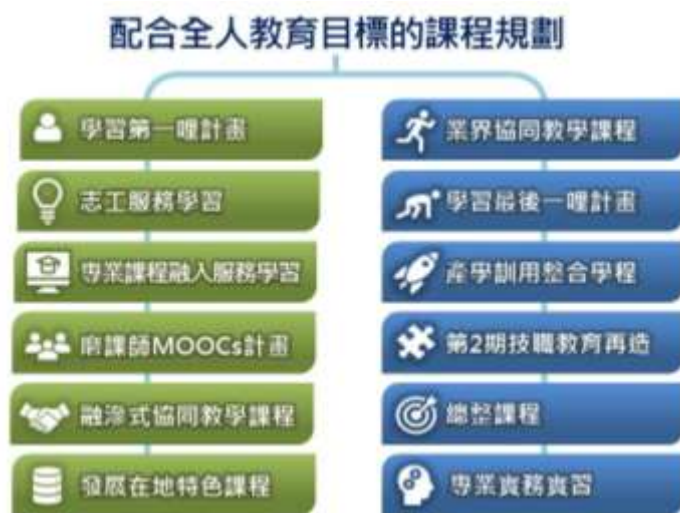 配合全人教育目標的課程規劃
學習第一哩計畫
志工服務學習
專業課程融入服務學習
磨課師MOOCs計畫
融滲式協同教學課程
發展在地特色課程
業界協同教學課程
學習最後一哩計畫
產學訓用整合學程
第2期技職教育再造
總整課程
專業實務實習